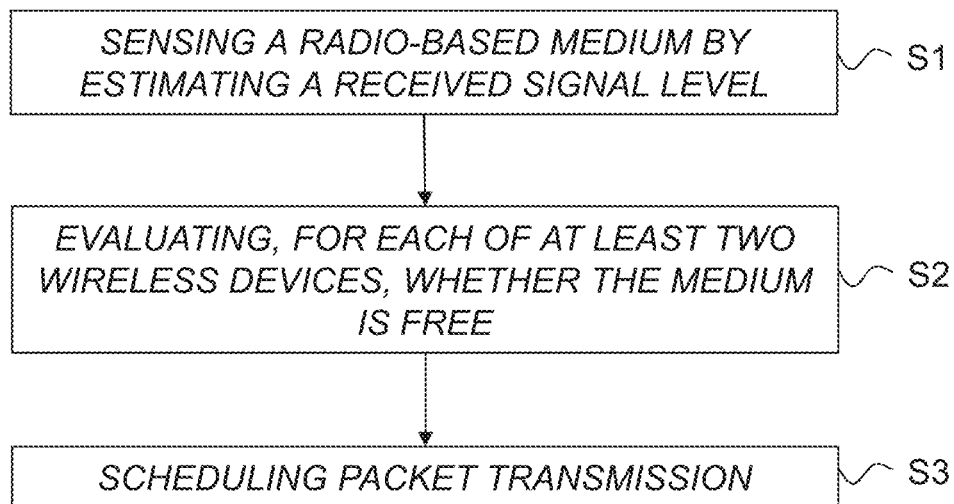 SENSING A RADIO-BASED MEDIUM BY
ESTIMATING A RECEIVED SIGNAL LEVEL
S1
EVALUATING, FOR EACH OF AT LEAST TWO
WIRELESS DEVICES, WHETHER THE MEDIUM
IS FREE
S2
SCHEDULING PACKET TRANSMISSION
S3